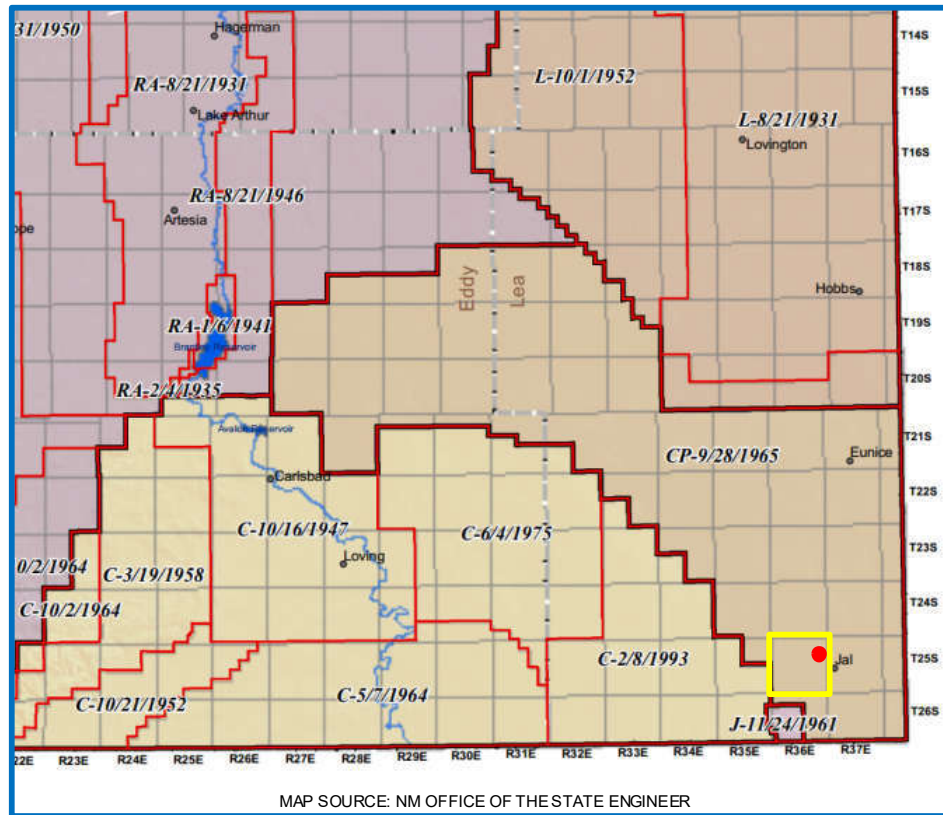 31/1950
Hagerman
T14S
RA-8/21/1931
L-10/1/1952
T15S
Lake Arthur
L-8/21/1931
Lovington
T16S
RA-8/21/1946
Artesia
ope
T17S
Eddy
Lea
T18S
Hobbs
RA-1/6/1941
T19S
Brantley Reservoir
RA-2/4/1935
T20S
Avalon Reservoir
T21S
CP-9/28/1965
Eunice
Carlsbad
T22S
C-10/16/1947
C-6/4/1975
Loving
T23S
0/2/1964
C-3/19/1958
C-10/2/1964
T24S
C-2/8/1993
Jal
T25S
C-5/7/1964
C-10/21/1952
T26S
J-11/24/1961
22E
R23E
R24E
R25E
R26E
R27E
R28E
R29E
R30E
R31E
R32E
R33E
R34E
R35E
R36E
R37E
MAP SOURCE: NM OFFICE OF THE STATE ENGINEER